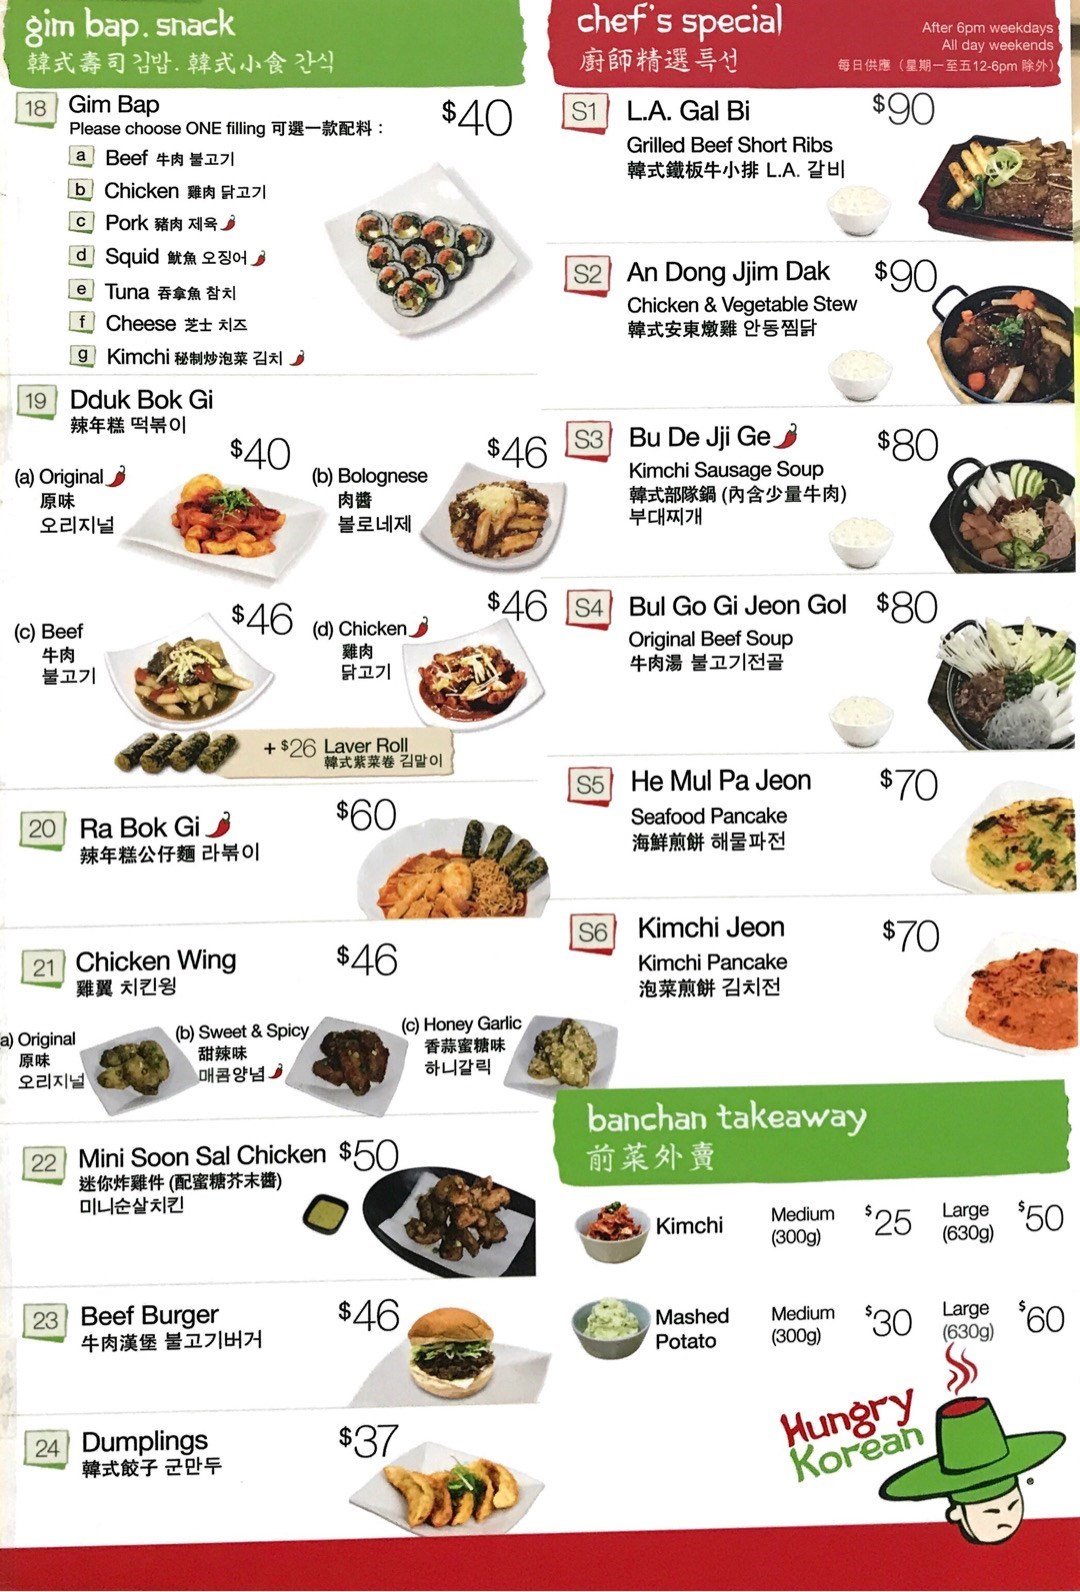 gim bap. snack
韓式壽司 김밥. 韓式小食 간식
18 Gim Bap $40
Please choose ONE filling 可選一款配料：
a Beef 牛肉 불고기
b Chicken 雞肉 닭고기
c Pork 豬肉 제육
d Squid 魷魚 오징어
e Tuna 吞拿魚 참치
f Cheese 芝士 치즈
g Kimchi 秘制炒泡菜 김치
19 Dduk Bok Gi
辣年糕 떡볶이
(a) Original $40
原味
오리지널
(b) Bolognese $46
肉醬
볼로네제
(c) Beef $46
牛肉
불고기
(d) Chicken $46
雞肉
닭고기
+ $26 Laver Roll
韓式紫菜卷 김말이
20 Ra Bok Gi $60
辣年糕公仔麵 라볶이
21 Chicken Wing $46
雞翼 치킨윙
a) Original
原味
오리지널
(b) Sweet & Spicy
甜辣味
매콤양념
(c) Honey Garlic
香蒜蜜糖味
하니갈릭
22 Mini Soon Sal Chicken $50
迷你炸雞件 (配蜜糖芥末醬)
미니순살치킨
23 Beef Burger $46
牛肉漢堡 불고기버거
24 Dumplings $37
韓式餃子 군만두
chef's special
廚師精選 특선
After 6pm weekdays
All day weekends
每日供應（星期一至五12-6pm 除外）
S1 L.A. Gal Bi $90
Grilled Beef Short Ribs
韓式鐵板牛小排 L.A. 갈비
S2 An Dong Jjim Dak $90
Chicken & Vegetable Stew
韓式安東燉雞 안동찜닭
S3 Bu De Jji Ge $80
Kimchi Sausage Soup
韓式部隊鍋 (內含少量牛肉)
부대찌개
S4 Bul Go Gi Jeon Gol $80
Original Beef Soup
牛肉湯 불고기전골
S5 He Mul Pa Jeon $70
Seafood Pancake
海鮮煎餅 해물파전
S6 Kimchi Jeon $70
Kimchi Pancake
泡菜煎餅 김치전
banchan takeaway
前菜外賣
Kimchi Medium $25 Large $50
(300g) (630g)
Mashed Medium $30 Large $60
Potato (300g) (630g)
Hungry
Korean